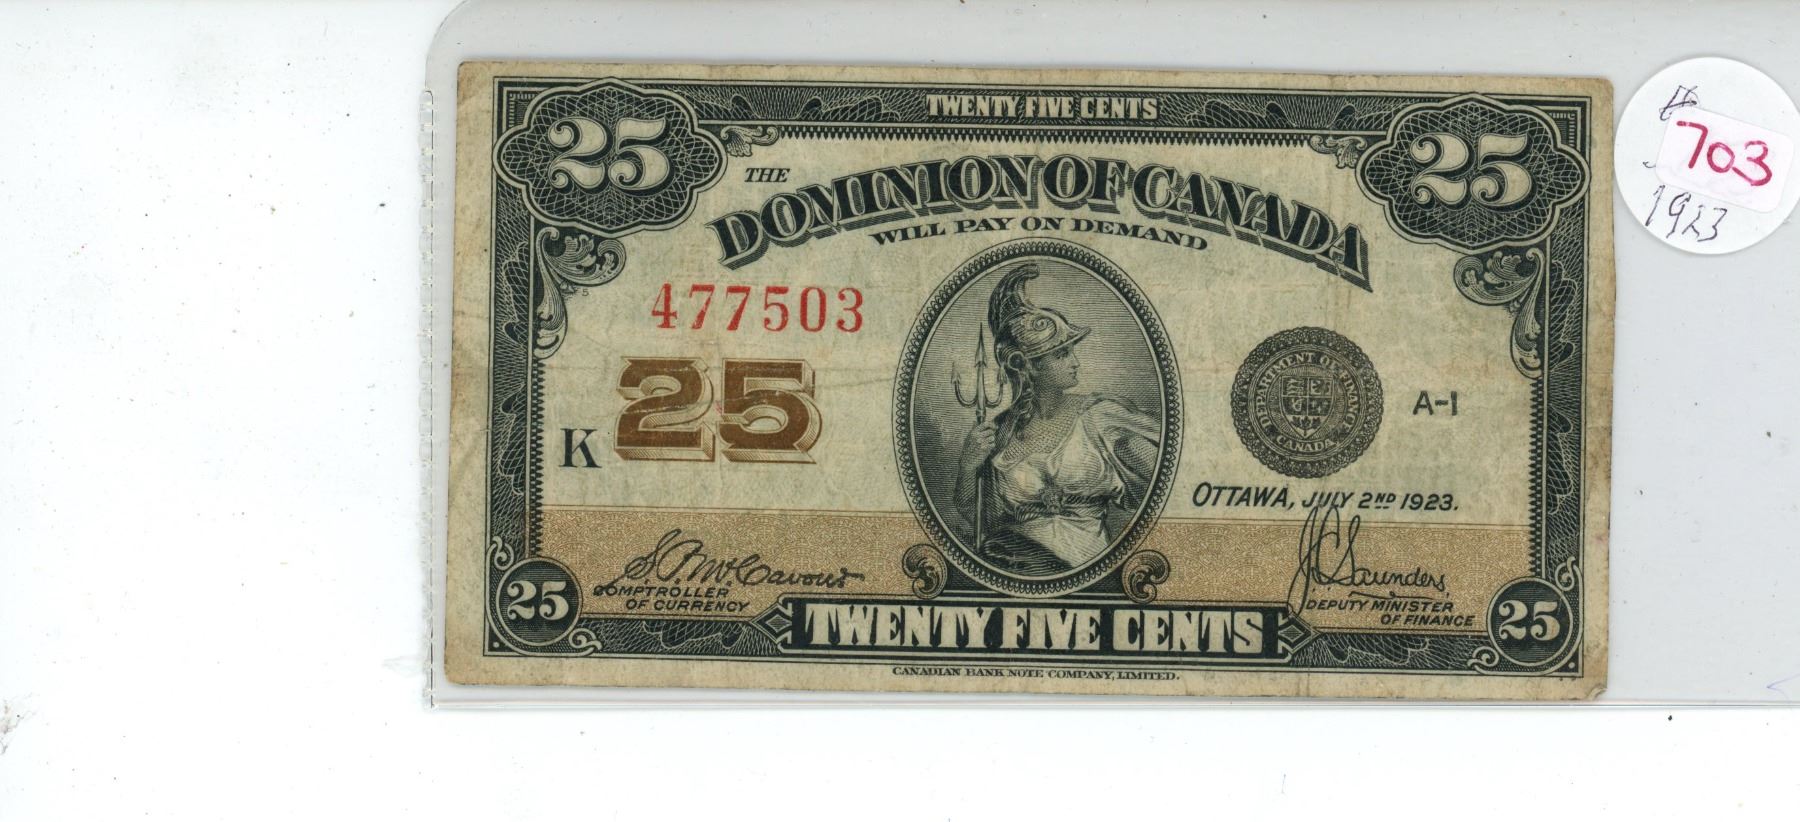 TWENTY FIVE CENTS
25 25
THE
DOMINION OF CANADA
WILL PAY ON DEMAND
477503
25
K
DEPARTMENT OF FINANCE
CANADA
A-1
OTTAWA, JULY 2ND 1923.
COMPTROLLER
OF CURRENCY
J.C. Saunders
DEPUTY MINISTER
OF FINANCE
25 TWENTY FIVE CENTS 25
CANADIAN BANK NOTE COMPANY, LIMITED.
703
1923